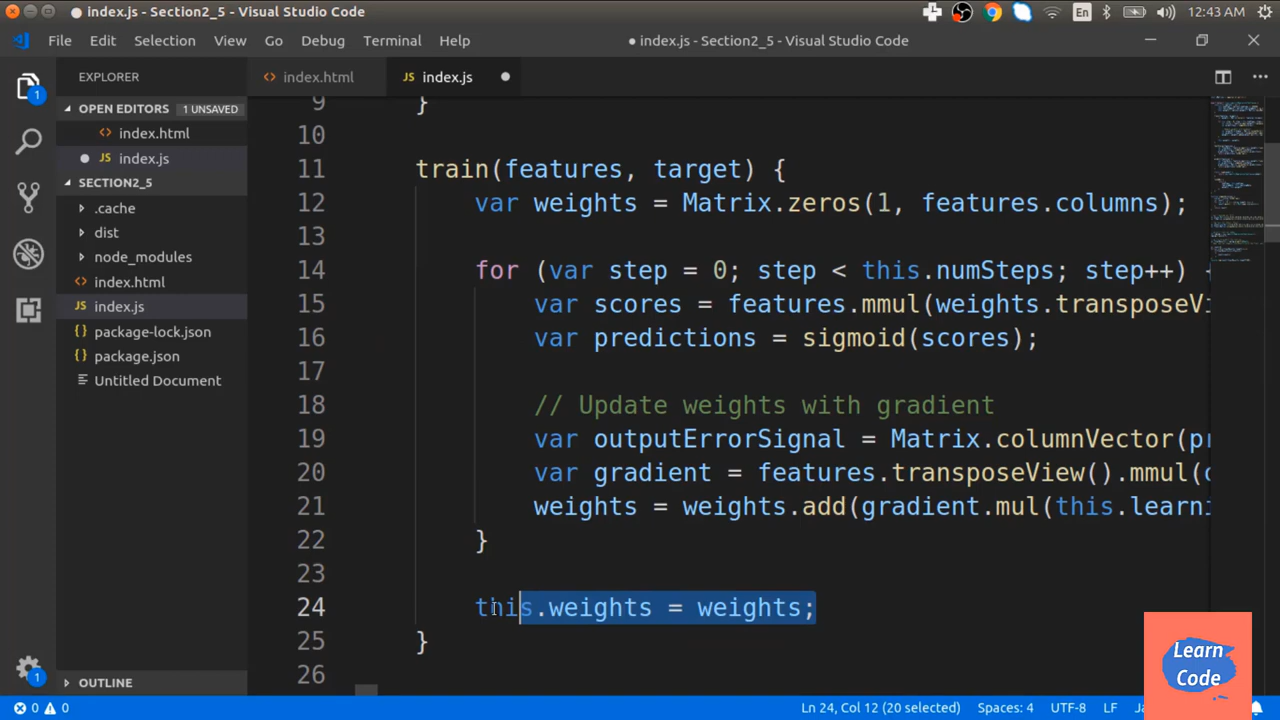 index.js - Section2_5 - Visual Studio Code
En
12:43 AM
File Edit Selection View Go Debug Terminal Help
● index.js - Section2_5 - Visual Studio Code
EXPLORER
OPEN EDITORS 1 UNSAVED
index.html
JS index.js
SECTION2_5
.cache
dist
node_modules
index.html
JS index.js
package-lock.json
package.json
Untitled Document
OUTLINE
1
1
index.html
JS index.js
9 }
10
11 train(features, target) {
12 var weights = Matrix.zeros(1, features.columns);
13
14 for (var step = 0; step < this.numSteps; step++) {
15 var scores = features.mmul(weights.transposeVi
16 var predictions = sigmoid(scores);
17
18 // Update weights with gradient
19 var outputErrorSignal = Matrix.columnVector(pr
20 var gradient = features.transposeView().mmul(o
21 weights = weights.add(gradient.mul(this.learni
22 }
23
24 this.weights = weights;
25 }
26
Learn
Code
0 0
Ln 24, Col 12 (20 selected) Spaces: 4 UTF-8 LF